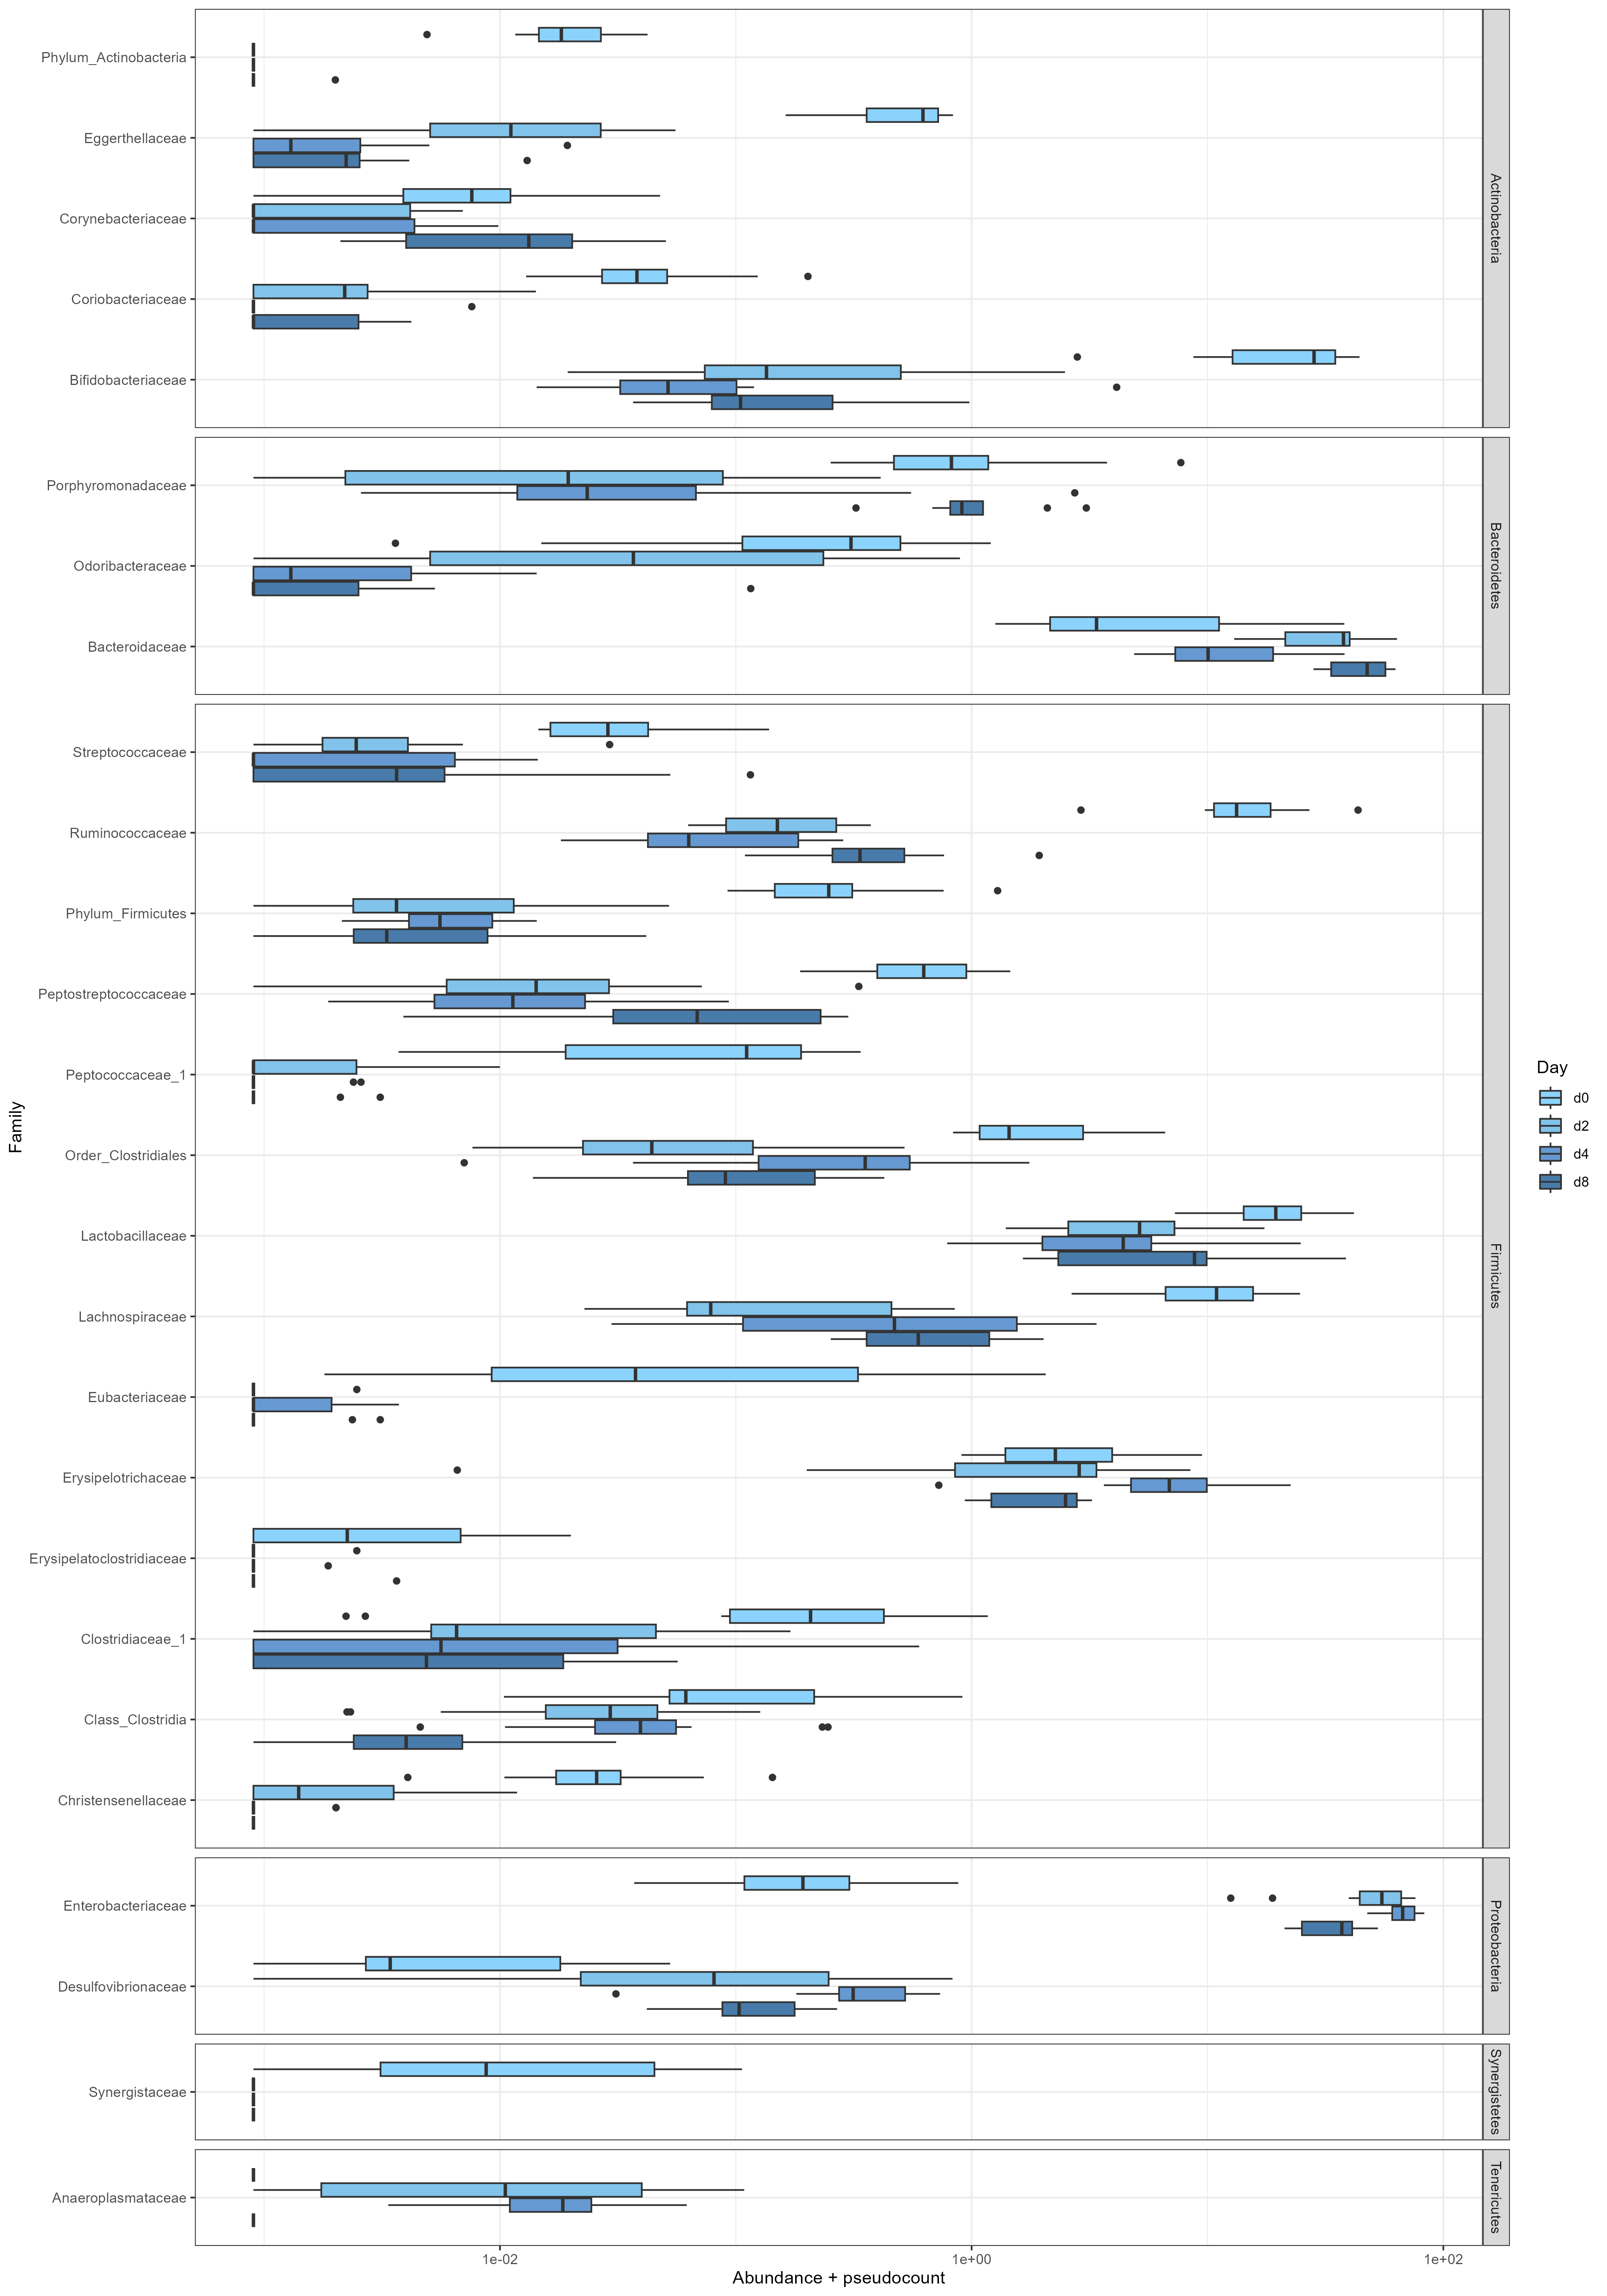 Phylum_Actinobacteria
Eggerthellaceae
Corynebacteriaceae
Coriobacteriaceae
Bifidobacteriaceae
Actinobacteria
Porphyromonadaceae
Odoribacteraceae
Bacteroidaceae
Bacteroidetes
Streptococcaceae
Ruminococcaceae
Phylum_Firmicutes
Peptostreptococcaceae
Peptococcaceae_1
Order_Clostridiales
Lactobacillaceae
Lachnospiraceae
Eubacteriaceae
Erysipelotrichaceae
Erysipelatoclostridiaceae
Clostridiaceae_1
Class_Clostridia
Christensenellaceae
Firmicutes
Enterobacteriaceae
Desulfovibrionaceae
Proteobacteria
Synergistaceae
Synergistetes
Anaeroplasmataceae
Tenericutes
Family
1e-02
1e+00
1e+02
Abundance + pseudocount
Day
d0
d2
d4
d8